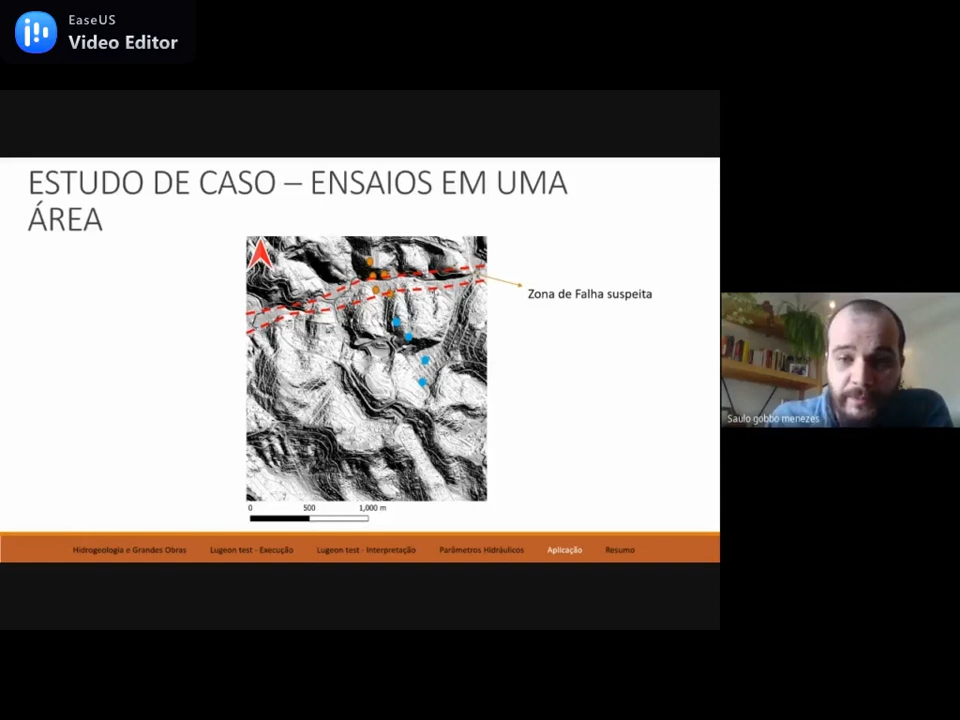 EaseUS
Video Editor
ESTUDO DE CASO – ENSAIOS EM UMA
ÁREA
Zona de Falha suspeita
Saulo gobbo menezes
0 500 1,000 m
Hidrogeologia e Grandes Obras Lugeon test - Execução Lugeon test - Interpretação Parâmetros Hidráulicos Aplicação Resumo